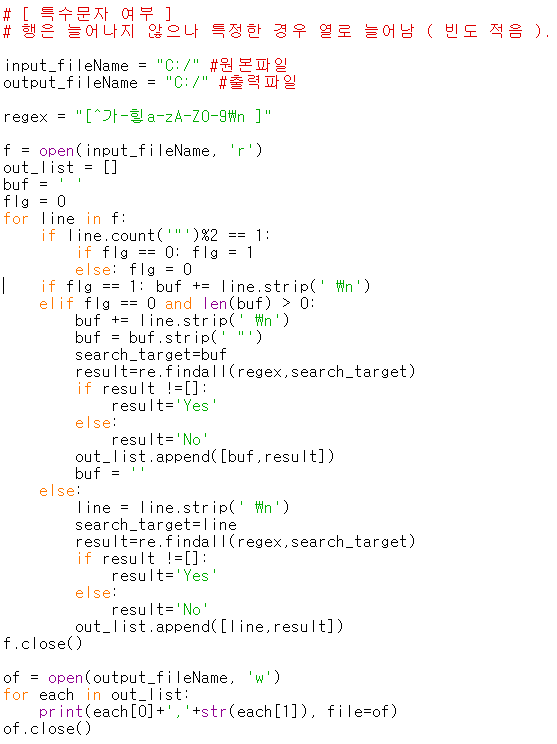 # [ 특수문자 여부 ]
# 행은 늘어나지 않으나 특정한 경우 열로 늘어남 ( 빈도 적음 ).
input_fileName = "C:/" #원본파일
output_fileName = "C:/" #출력파일
regex = "[^가-힣a-zA-Z0-9₩n ]"
f = open(input_fileName, 'r')
out_list = []
buf = ' '
flg = 0
for line in f:
    if line.count('"')%2 == 1:
        if flg == 0: flg = 1
        else: flg = 0
    if flg == 1: buf += line.strip(' ₩n')
    elif flg == 0 and len(buf) > 0:
        buf += line.strip(' ₩n')
        buf = buf.strip(' "')
        search_target=buf
        result=re.findall(regex,search_target)
        if result !=[]:
            result='Yes'
        else:
            result='No'
        out_list.append([buf,result])
        buf = ''
    else:
        line = line.strip(' ₩n')
        search_target=line
        result=re.findall(regex,search_target)
        if result !=[]:
            result='Yes'
        else:
            result='No'
        out_list.append([line,result])
f.close()
of = open(output_fileName, 'w')
for each in out_list:
    print(each[0]+','+str(each[1]), file=of)
of.close()